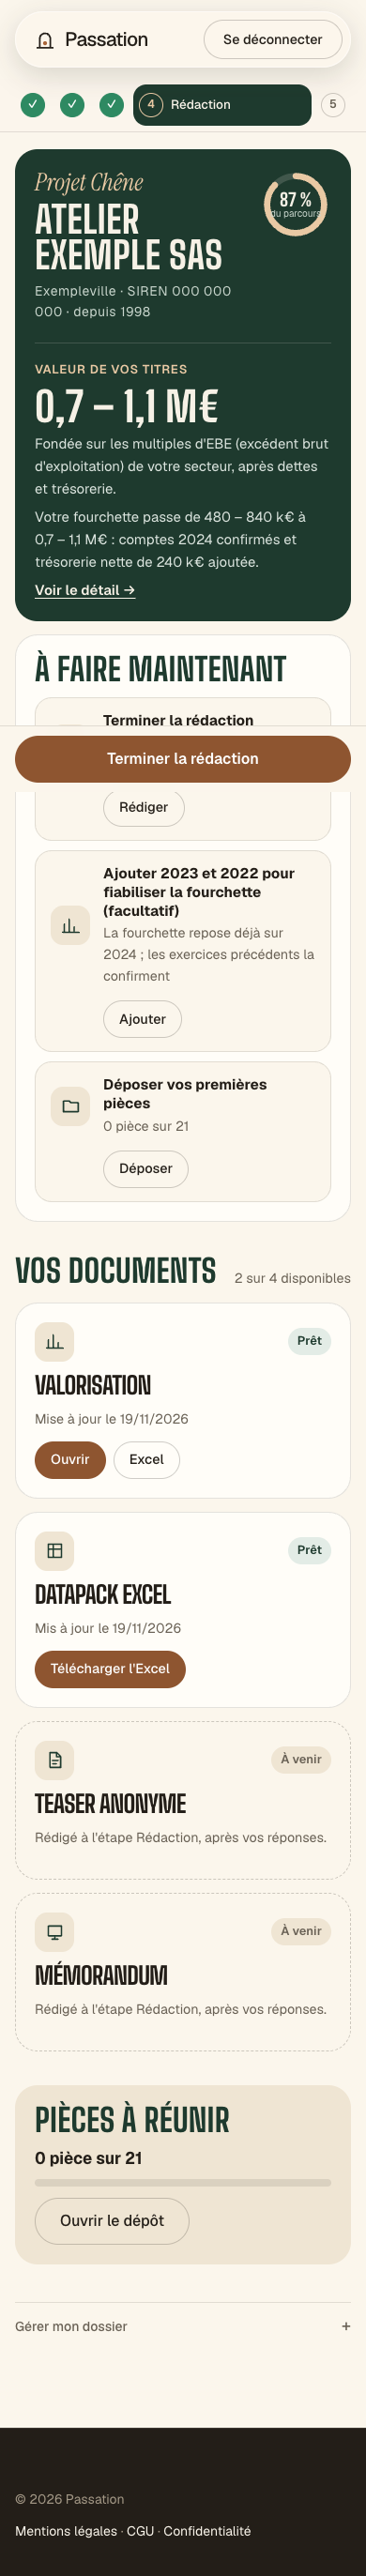 Passation
Se déconnecter
4 Rédaction
5
Projet Chêne
ATELIER
EXEMPLE SAS
87 %
du parcours
Exempleville · SIREN 000 000
000 · depuis 1998
VALEUR DE VOS TITRES
0,7 – 1,1 M€
Fondée sur les multiples d'EBE (excédent brut
d'exploitation) de votre secteur, après dettes
et trésorerie.
Votre fourchette passe de 480 – 840 k€ à
0,7 – 1,1 M€ : comptes 2024 confirmés et
trésorerie nette de 240 k€ ajoutée.
Voir le détail →
À FAIRE MAINTENANT
Terminer la rédaction
Terminer la rédaction
Rédiger
Ajouter 2023 et 2022 pour
fiabiliser la fourchette
(facultatif)
La fourchette repose déjà sur
2024 ; les exercices précédents la
confirment
Ajouter
Déposer vos premières
pièces
0 pièce sur 21
Déposer
VOS DOCUMENTS
2 sur 4 disponibles
Prêt
VALORISATION
Mise à jour le 19/11/2026
Ouvrir
Excel
Prêt
DATAPACK EXCEL
Mis à jour le 19/11/2026
Télécharger l'Excel
À venir
TEASER ANONYME
Rédigé à l'étape Rédaction, après vos réponses.
À venir
MÉMORANDUM
Rédigé à l'étape Rédaction, après vos réponses.
PIÈCES À RÉUNIR
0 pièce sur 21
Ouvrir le dépôt
Gérer mon dossier
+
© 2026 Passation
Mentions légales · CGU · Confidentialité